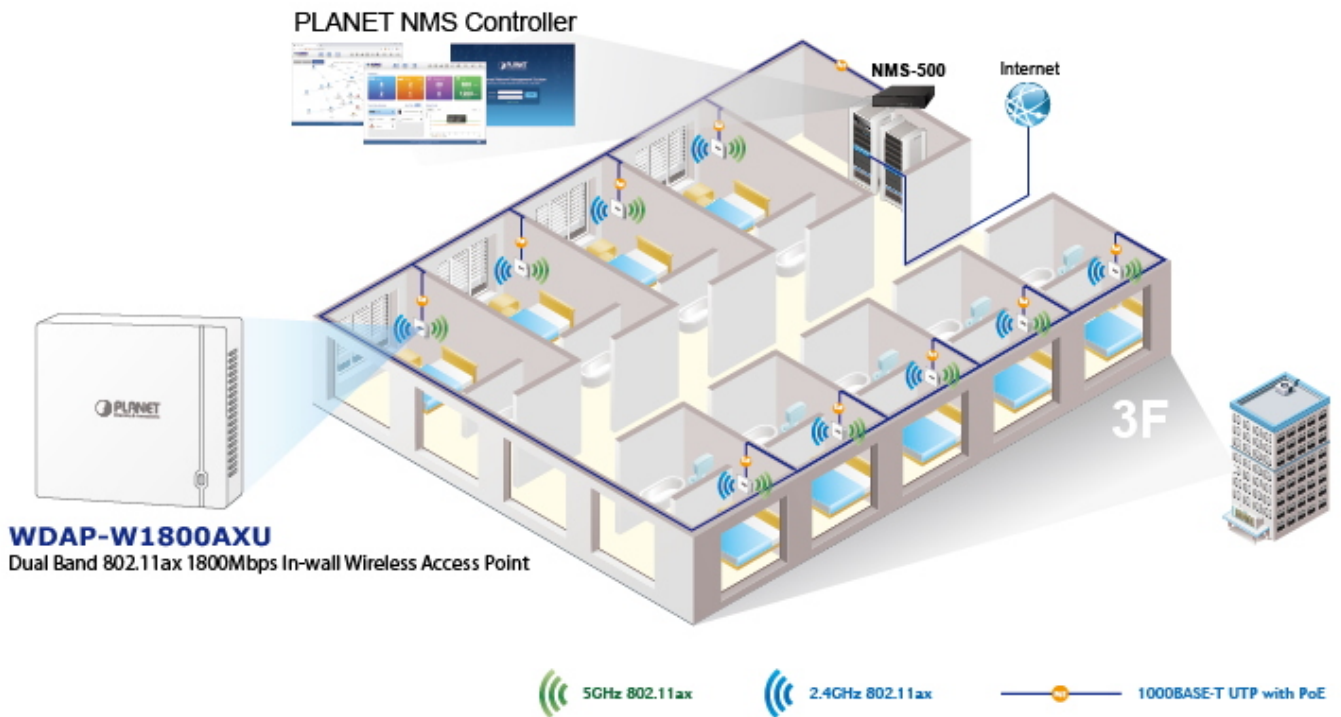 PLANET NMS Controller
NMS-500
Internet
PLANET
3F
WDAP-W1800AXU
Dual Band 802.11ax 1800Mbps In-wall Wireless Access Point
5GHz 802.11ax
2.4GHz 802.11ax
PoE
1000BASE-T UTP with PoE